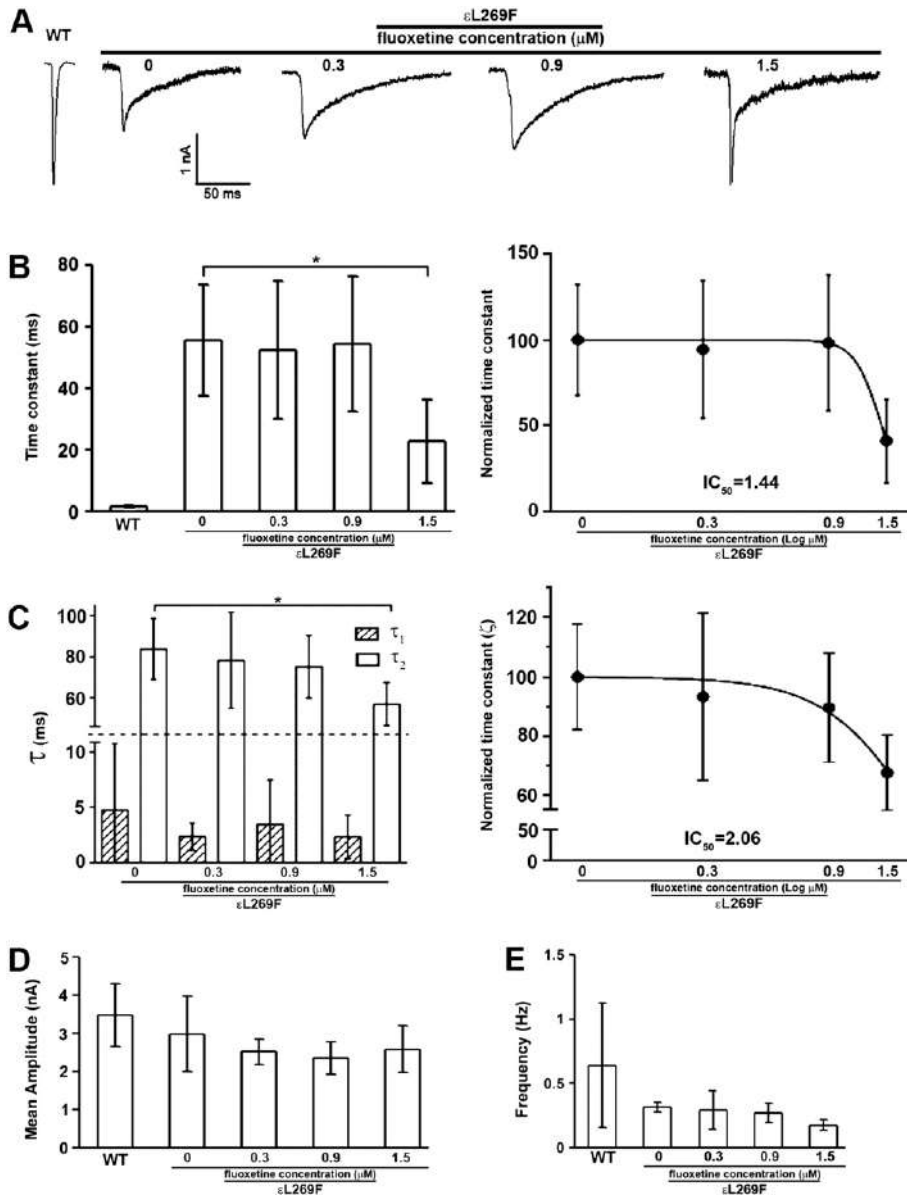 A
WT
εL269F
fluoxetine concentration (μM)
0 0.3 0.9 1.5
1 nA
50 ms
B
Time constant (ms)
80
60
40
20
0
*
WT
0 0.3 0.9 1.5
fluoxetine concentration (μM)
εL269F
Normalized time constant
150
100
50
0
IC50=1.44
0 0.3 0.9 1.5
fluoxetine concentration (Log μM)
εL269F
C
τ (ms)
100
80
60
10
5
0
*
τ1
τ2
0 0.3 0.9 1.5
fluoxetine concentration (μM)
εL269F
Normalized time constant (ζ)
120
100
80
60
50
0
IC50=2.06
0 0.3 0.9 1.5
fluoxetine concentration (Log μM)
εL269F
D
Mean Amplitude (nA)
5
4
3
2
1
0
WT
0 0.3 0.9 1.5
fluoxetine concentration (μM)
εL269F
E
Frequency (Hz)
1.5
1
0.5
0
WT
0 0.3 0.9 1.5
fluoxetine concentration (μM)
εL269F